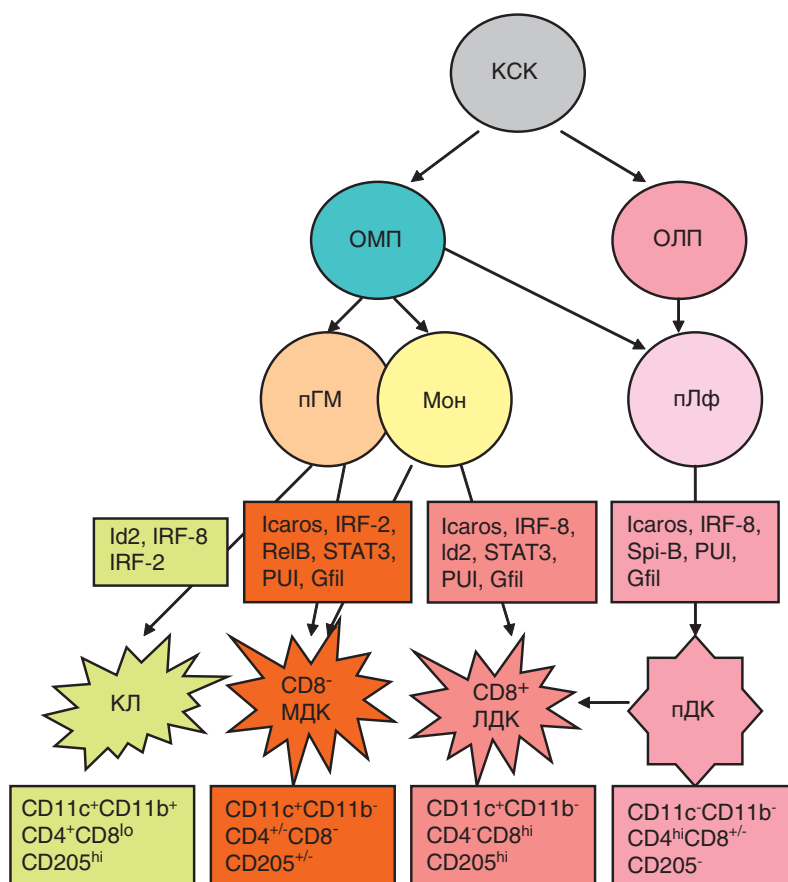 КСК
ОМП
ОЛП
пГМ
Мон
пЛф
Id2, IRF-8
IRF-2
Icaros, IRF-2,
RelB, STAT3,
PUI, Gfil
Icaros, IRF-8,
Id2, STAT3,
PUI, Gfil
Icaros, IRF-8,
Spi-B, PUI,
Gfil
КЛ
CD8⁻
МДК
CD8⁺
ЛДК
пДК
CD11c⁺CD11b⁺
CD4⁺CD8ˡᵒ
CD205ʰⁱ
CD11c⁺CD11b⁻
CD4⁺/⁻CD8⁻
CD205⁺/⁻
CD11c⁺CD11b⁻
CD4⁻CD8ʰⁱ
CD205ʰⁱ
CD11c⁻CD11b⁻
CD4ʰⁱCD8⁺/⁻
CD205⁻